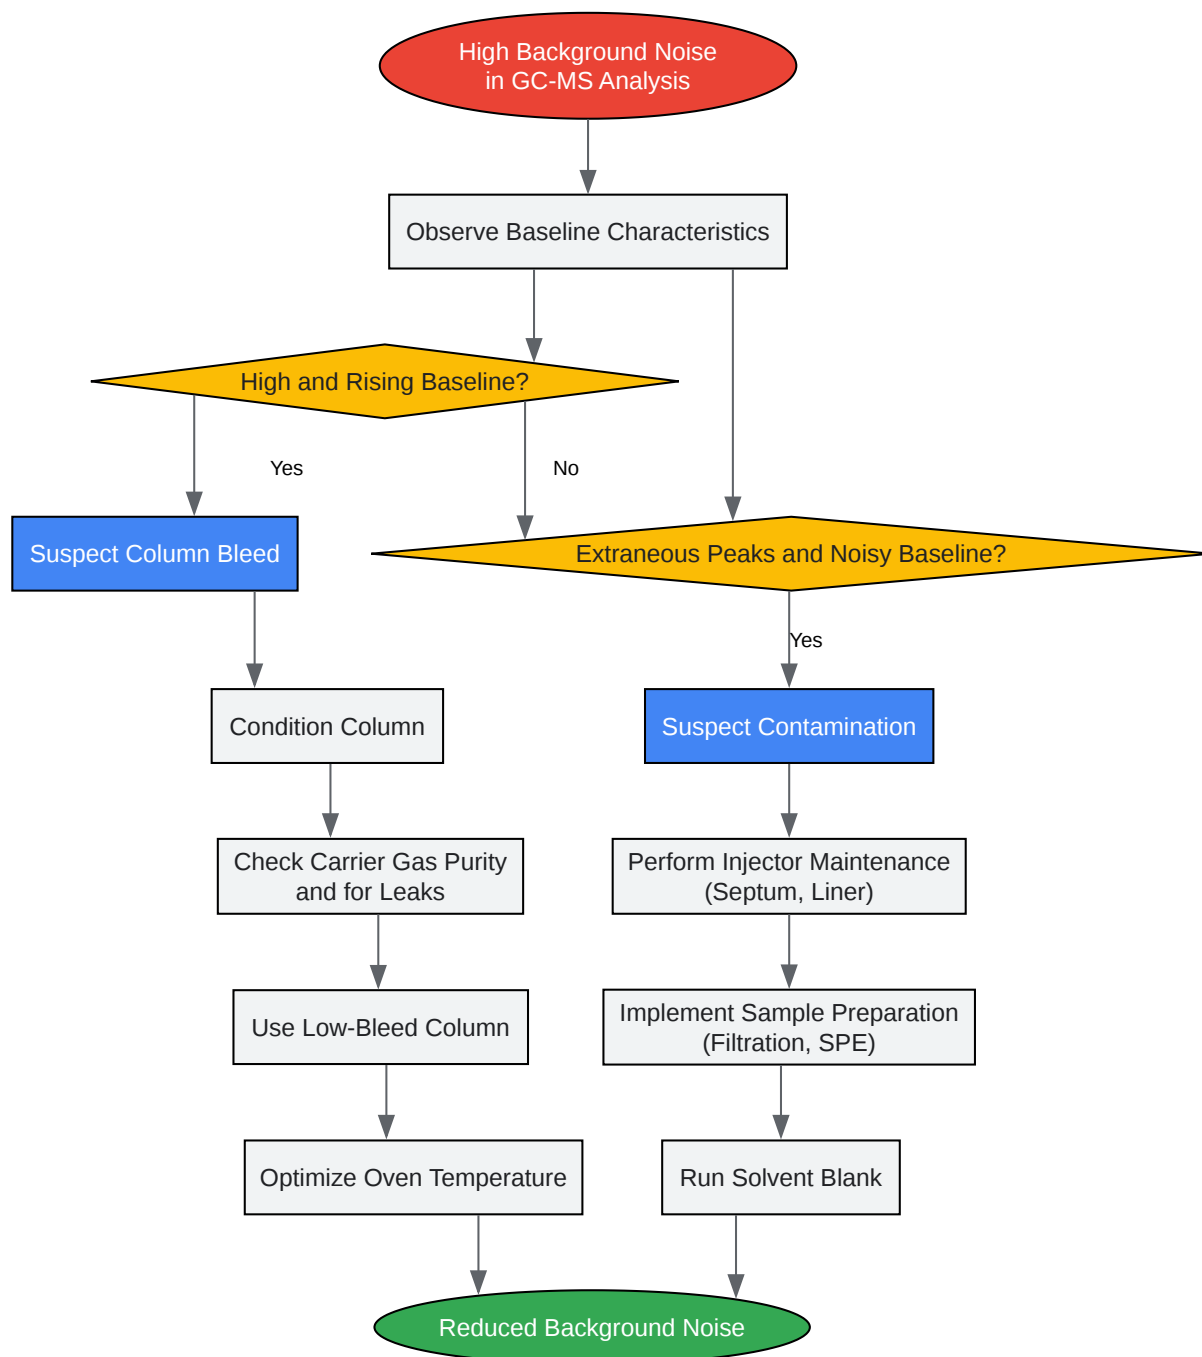 High Background Noise
in GC-MS Analysis
Observe Baseline Characteristics
High and Rising Baseline?
Yes
No
Suspect Column Bleed
Extraneous Peaks and Noisy Baseline?
Yes
Condition Column
Suspect Contamination
Check Carrier Gas Purity
and for Leaks
Perform Injector Maintenance
(Septum, Liner)
Use Low-Bleed Column
Implement Sample Preparation
(Filtration, SPE)
Optimize Oven Temperature
Run Solvent Blank
Reduced Background Noise